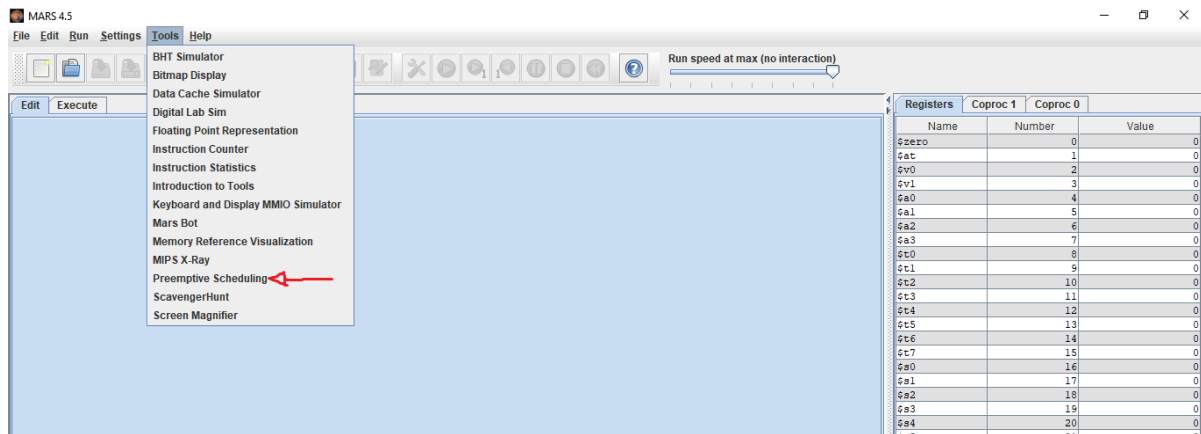 MARS 4.5
File Edit Run Settings Tools Help
BHT Simulator
Bitmap Display
Data Cache Simulator
Digital Lab Sim
Floating Point Representation
Instruction Counter
Instruction Statistics
Introduction to Tools
Keyboard and Display MMIO Simulator
Mars Bot
Memory Reference Visualization
MIPS X-Ray
Preemptive Scheduling
ScavengerHunt
Screen Magnifier
Run speed at max (no interaction)
Edit Execute
Registers Coproc 1 Coproc 0
Name Number Value
$zero 0 0
$at 1 0
$v0 2 0
$v1 3 0
$a0 4 0
$a1 5 0
$a2 6 0
$a3 7 0
$t0 8 0
$t1 9 0
$t2 10 0
$t3 11 0
$t4 12 0
$t5 13 0
$t6 14 0
$t7 15 0
$s0 16 0
$s1 17 0
$s2 18 0
$s3 19 0
$s4 20 0